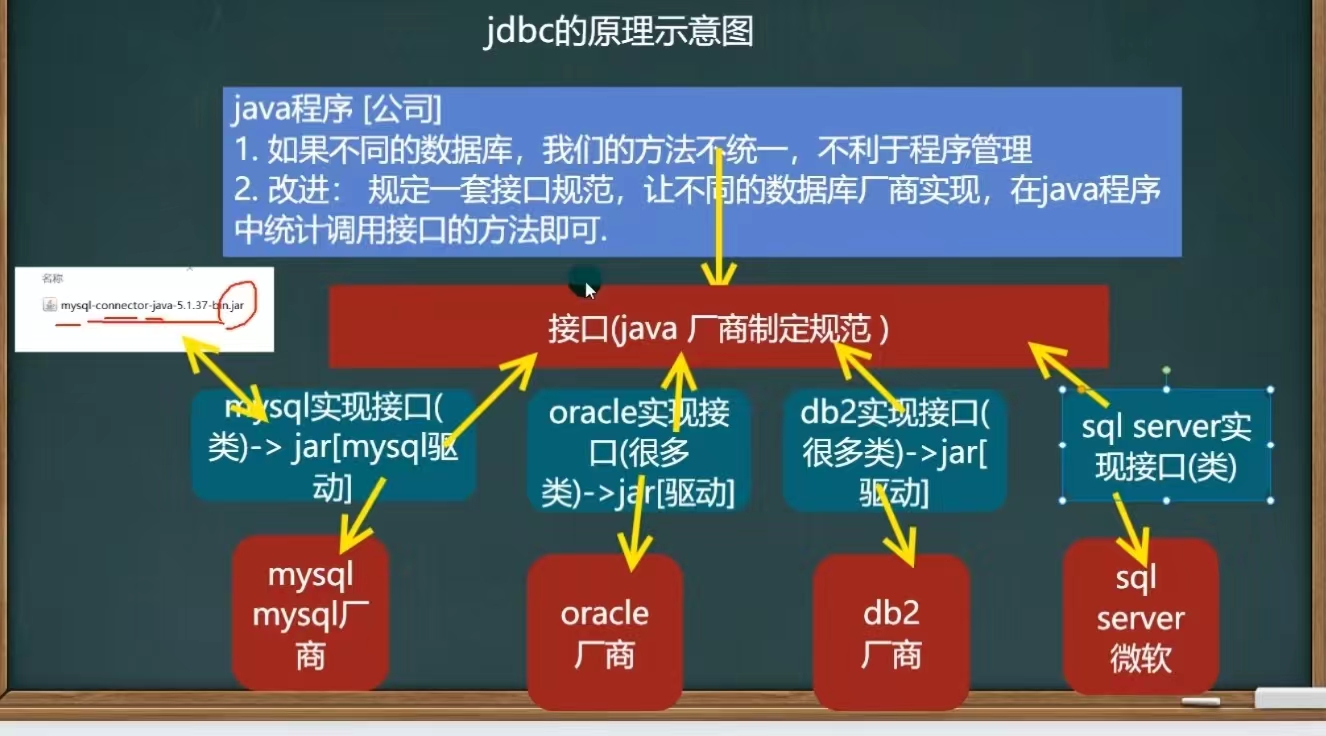 jdbc的原理示意图
java程序 [公司]
1. 如果不同的数据库，我们的方法不统一，不利于程序管理
2. 改进： 规定一套接口规范，让不同的数据库厂商实现，在java程序
中统计调用接口的方法即可.
名称
mysql-connector-java-5.1.37-bin.jar
接口(java 厂商制定规范 )
mysql实现接口(
类)-> jar[mysql驱
动]
oracle实现接
口(很多
类)->jar[驱动]
db2实现接口(
很多类)->jar[
驱动]
sql server实
现接口(类)
mysql
mysql厂
商
oracle
厂商
db2
厂商
sql
server
微软